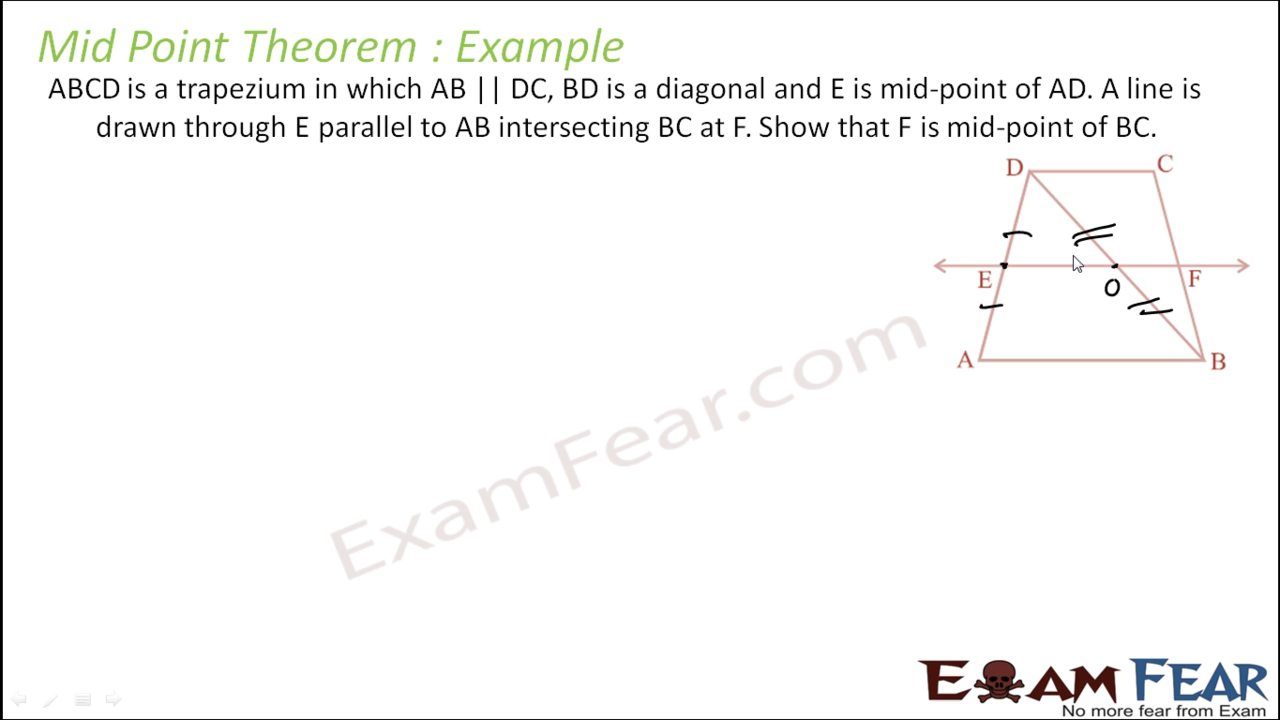 Mid Point Theorem : Example
ABCD is a trapezium in which AB || DC, BD is a diagonal and E is mid-point of AD. A line is
drawn through E parallel to AB intersecting BC at F. Show that F is mid-point of BC.
D
C
E
O
F
A
B
ExamFear.com
EXAM FEAR
No more fear from Exam